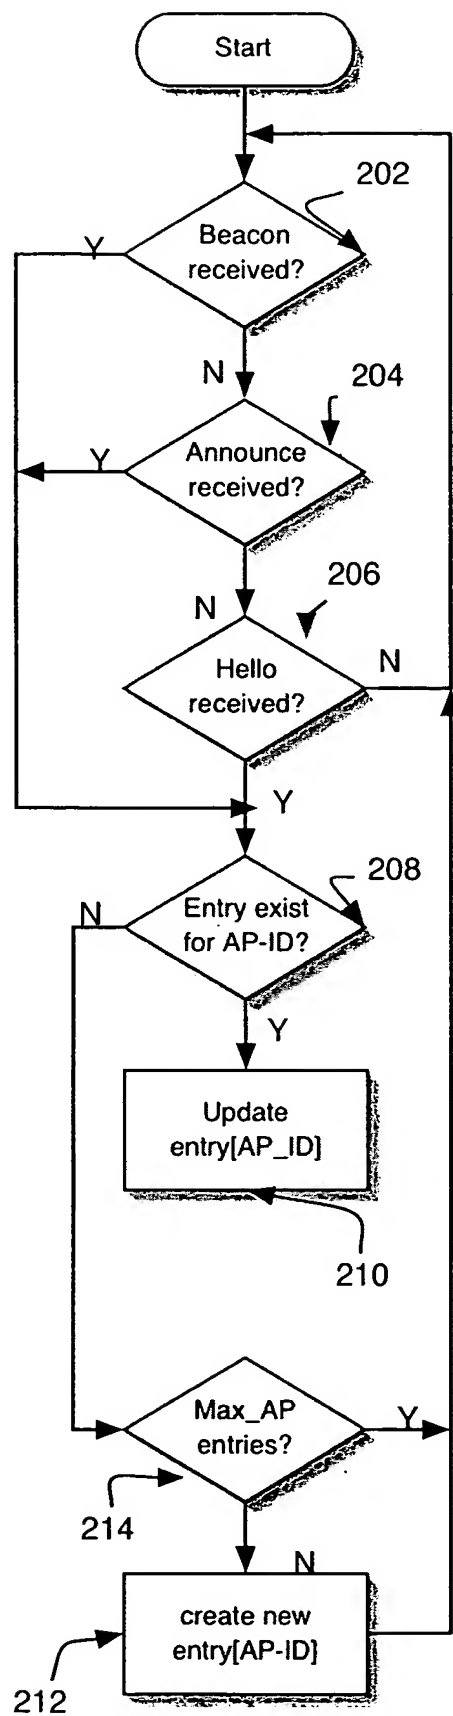 Start
202
Beacon
received?
Y
N
204
Announce
received?
Y
206
N
Hello
received?
N
Y
208
Entry exist
for AP-ID?
N
Y
Update
entry[AP_ID]
210
Max_AP
entries?
Y
214
N
create new
entry[AP-ID]
212